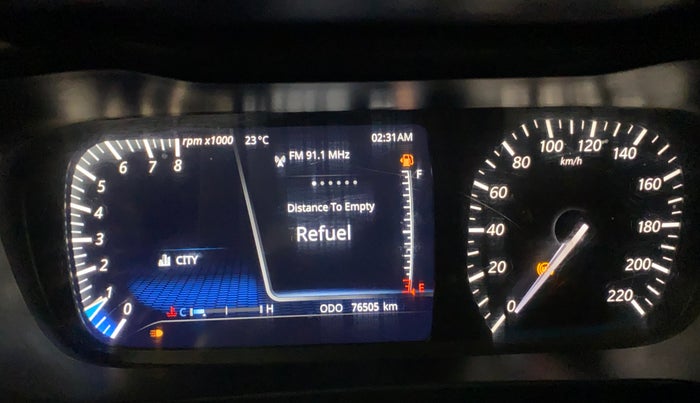 rpm x1000
23 °C
02:31AM
FM 91.1 MHz
F
Distance To Empty
Refuel
CITY
E
C
H
ODO 76505 km
0
1
2
3
4
5
6
7
8
0
20
40
60
80
100
120
140
160
180
200
220
km/h